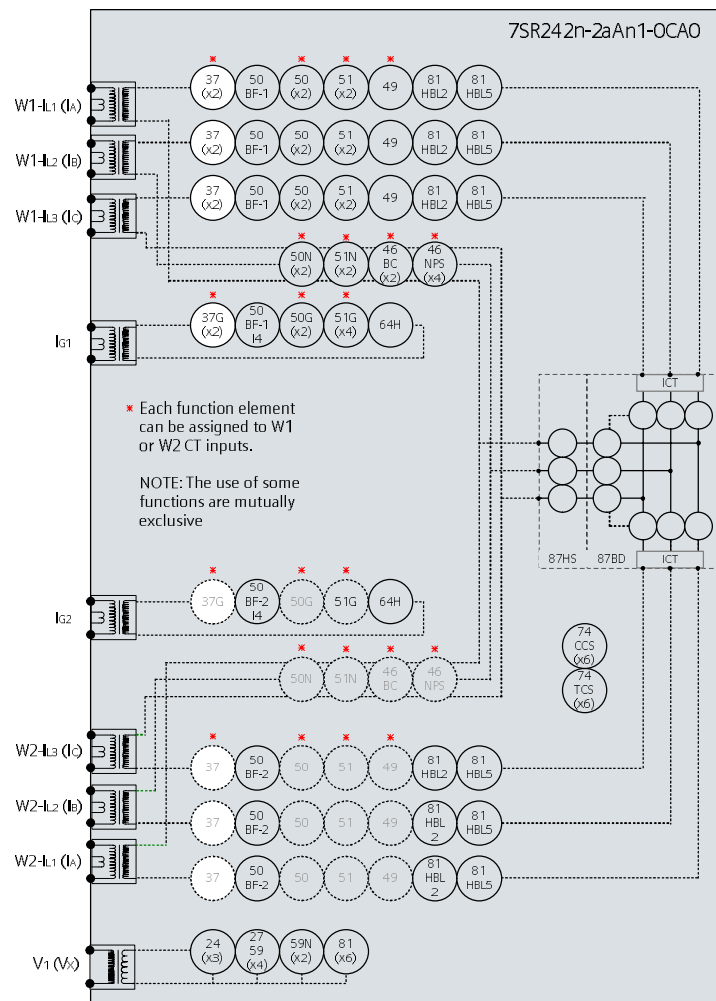 7SR242n-2aAn1-0CA0
* * * *
W1-IL1 (IA) 37 (x2) 50 BF-1 50 (x2) 51 (x2) 49 81 HBL2 81 HBL5
W1-IL2 (IB) 37 (x2) 50 BF-1 50 (x2) 51 (x2) 49 81 HBL2 81 HBL5
W1-IL3 (IC) 37 (x2) 50 BF-1 50 (x2) 51 (x2) 49 81 HBL2 81 HBL5
* * * *
50N (x2) 51N (x2) 46 BC (x2) 46 NPS (x4)
* * *
IG1 37G (x2) 50 BF-1 I4 50G (x2) 51G (x4) 64H
ICT
* Each function element
can be assigned to W1
or W2 CT inputs.
NOTE: The use of some
functions are mutually
exclusive
87HS 87BD ICT
* * *
IG2 37G 50 BF-2 I4 50G 51G 64H
74 CCS (x6)
74 TCS (x6)
* * * *
50N 51N 46 BC 46 NPS
* * * *
W2-IL3 (IC) 37 50 BF-2 50 51 49 81 HBL2 81 HBL5
W2-IL2 (IB) 37 50 BF-2 50 51 49 81 HBL 2 81 HBL5
W2-IL1 (IA) 37 50 BF-2 50 51 49 81 HBL 2 81 HBL5
V1 (VX) 24 (x3) 27 59 (x4) 59N (x2) 81 (x6)